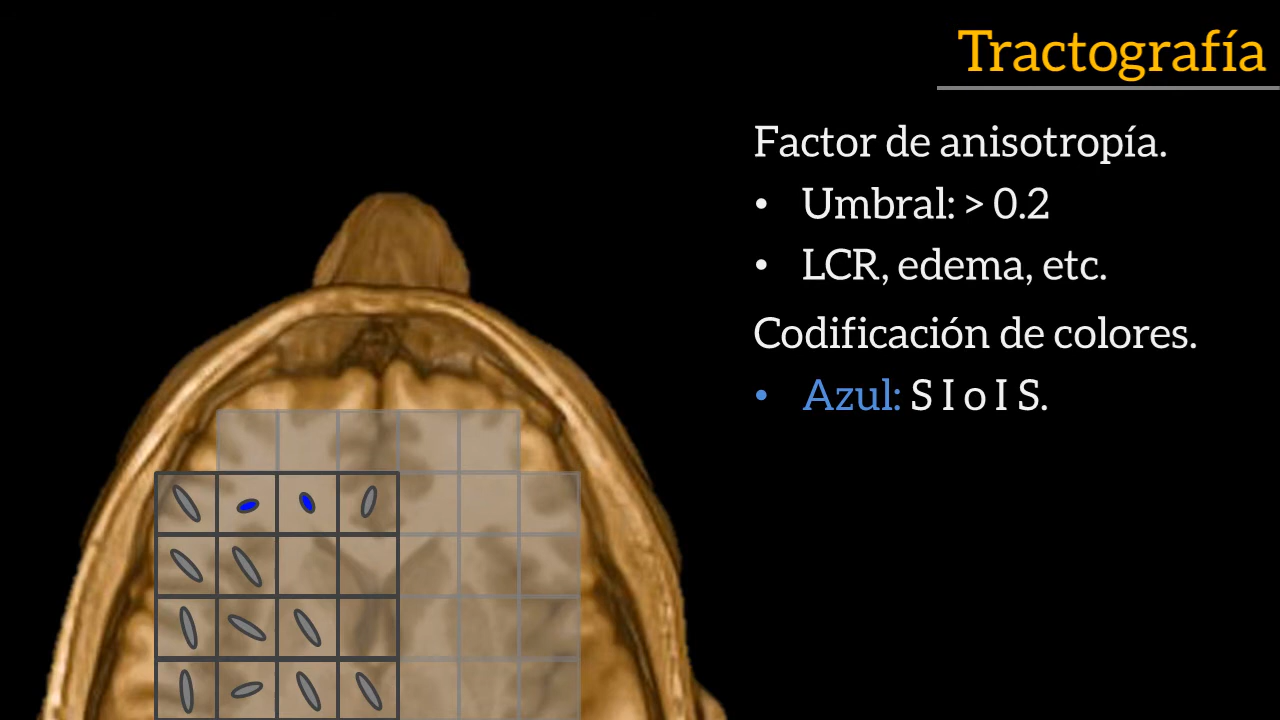 Tractografía
Factor de anisotropía.
• Umbral: > 0.2
• LCR, edema, etc.
Codificación de colores.
• Azul: S I o I S.